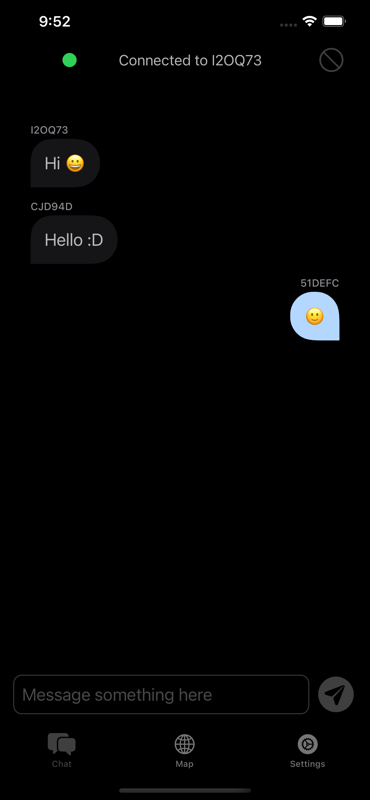 9:52
Connected to I2OQ73
I2OQ73
Hi 😀
CJD94D
Hello :D
51DEFC
🙂
Message something here
Chat
Map
Settings